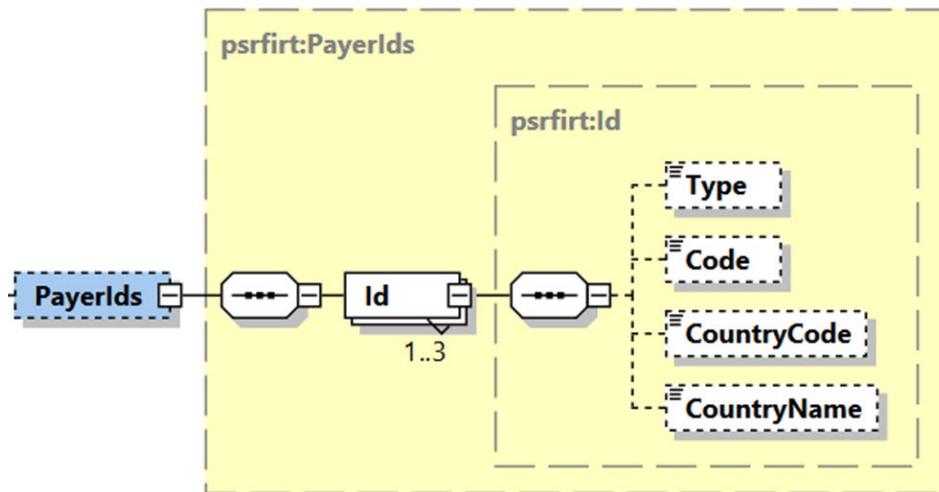 psrfirt:PayerIds
psrfirt:Id
Type
Code
PayerIds
Id
CountryCode
1..3
CountryName